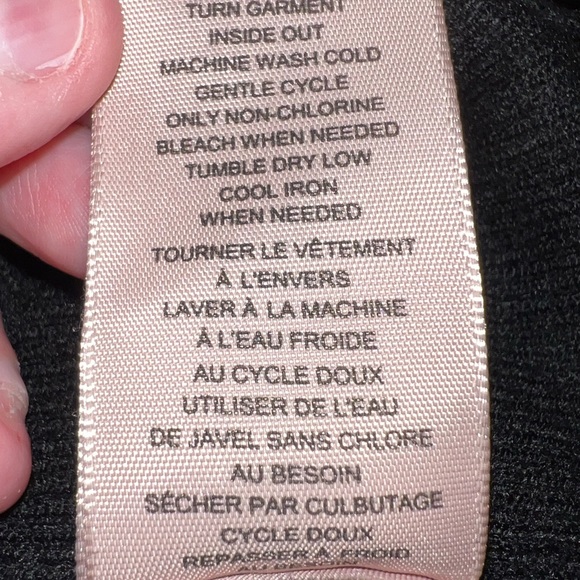 TURN GARMENT
INSIDE OUT
MACHINE WASH COLD
GENTLE CYCLE
ONLY NON-CHLORINE
BLEACH WHEN NEEDED
TUMBLE DRY LOW
COOL IRON
WHEN NEEDED
TOURNER LE VÊTEMENT
À L'ENVERS
LAVER À LA MACHINE
À L'EAU FROIDE
AU CYCLE DOUX
UTILISER DE L'EAU
DE JAVEL SANS CHLORE
AU BESOIN
SÉCHER PAR CULBUTAGE
CYCLE DOUX
REPASSER À FROID